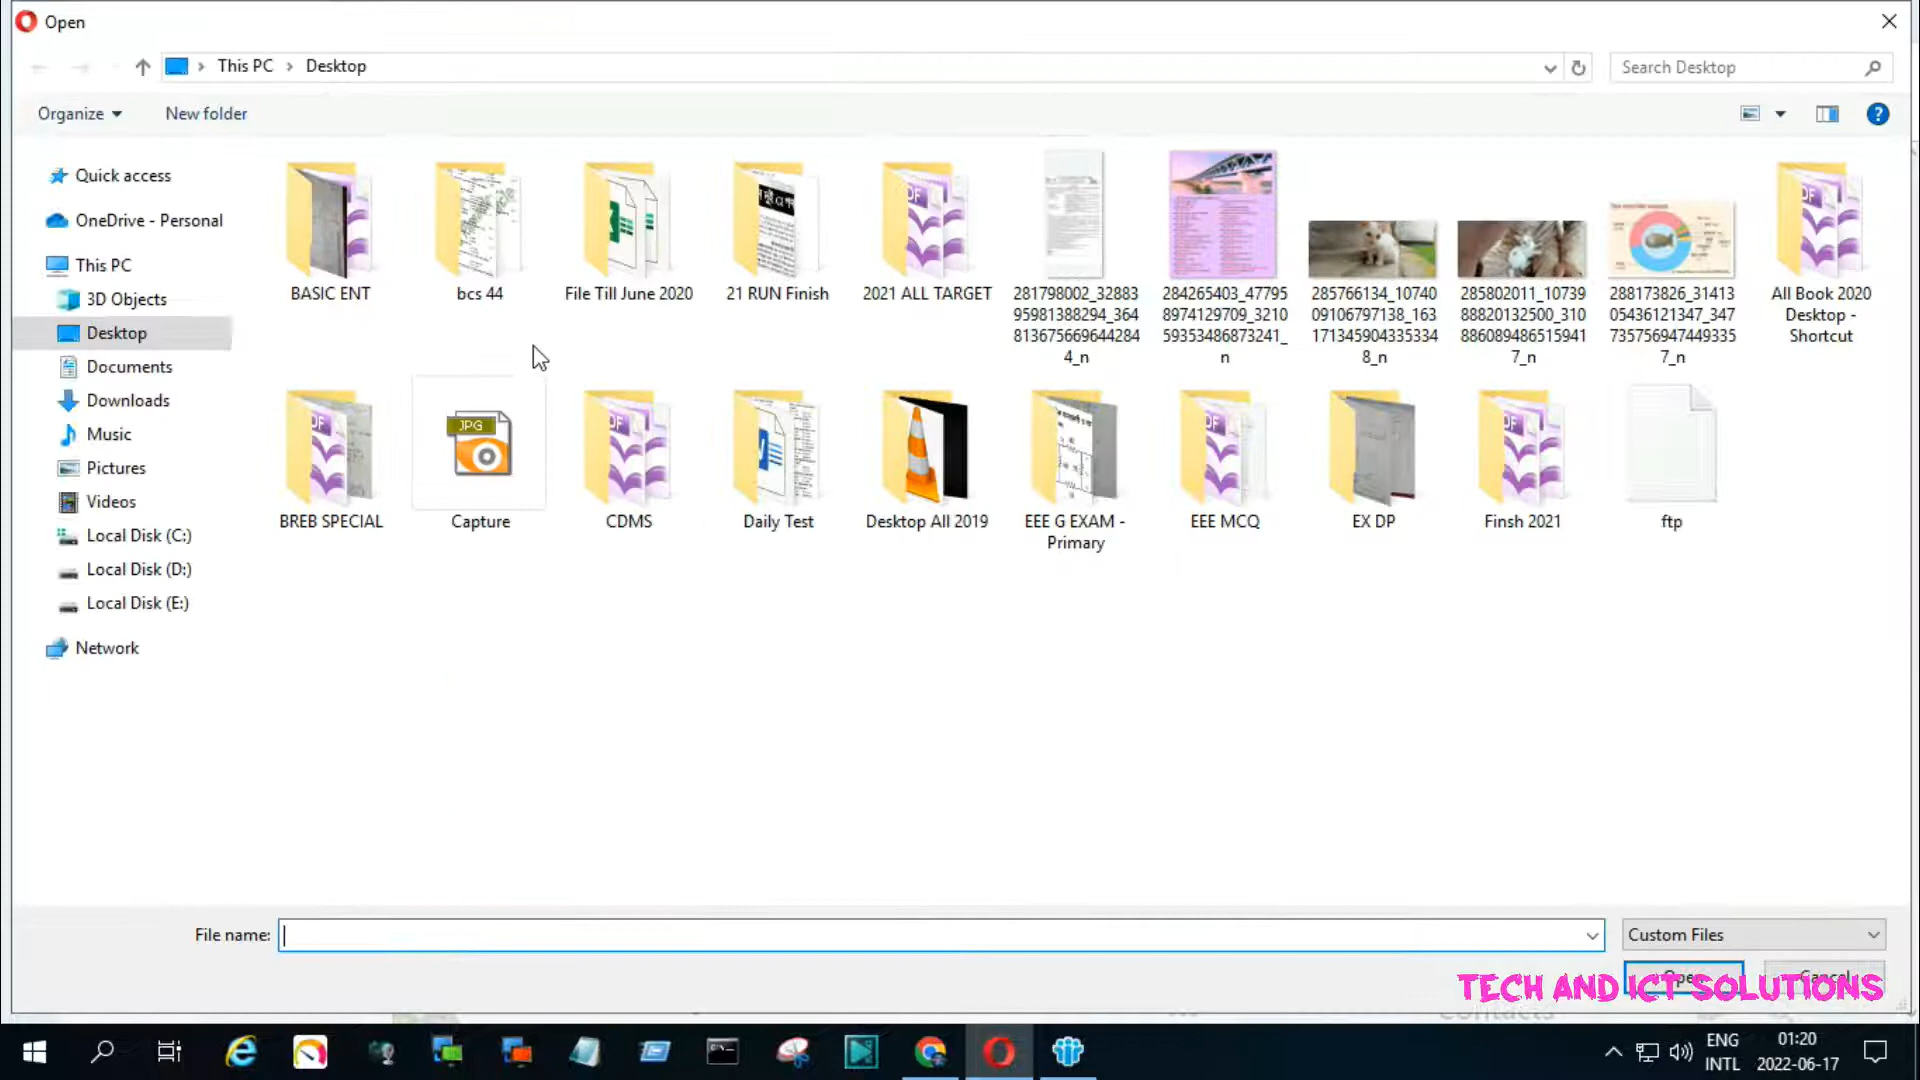 Open
This PC
Desktop
Search Desktop
Organize
New folder
Quick access
OneDrive - Personal
This PC
3D Objects
Desktop
Documents
Downloads
Music
Pictures
Videos
Local Disk (C:)
Local Disk (D:)
Local Disk (E:)
Network
BASIC ENT
bcs 44
File Till June 2020
21 RUN Finish
2021 ALL TARGET
281798002_32883
95981388294_364
813675669644284
4_n
284265403_47795
8974129709_3210
59353486873241_
n
285766134_10740
09106797138_163
171345904335334
8_n
285802011_10739
88820132500_310
886089486515941
7_n
288173826_31413
05436121347_347
735756947449335
7_n
All Book 2020
Desktop -
Shortcut
BREB SPECIAL
JPG
Capture
CDMS
Daily Test
Desktop All 2019
EEE G EXAM -
Primary
EEE MCQ
EX DP
Finsh 2021
ftp
File name:
Custom Files
Open
Cancel
TECH AND ICT SOLUTIONS
Contacts
ENG
INTL
01:20
2022-06-17